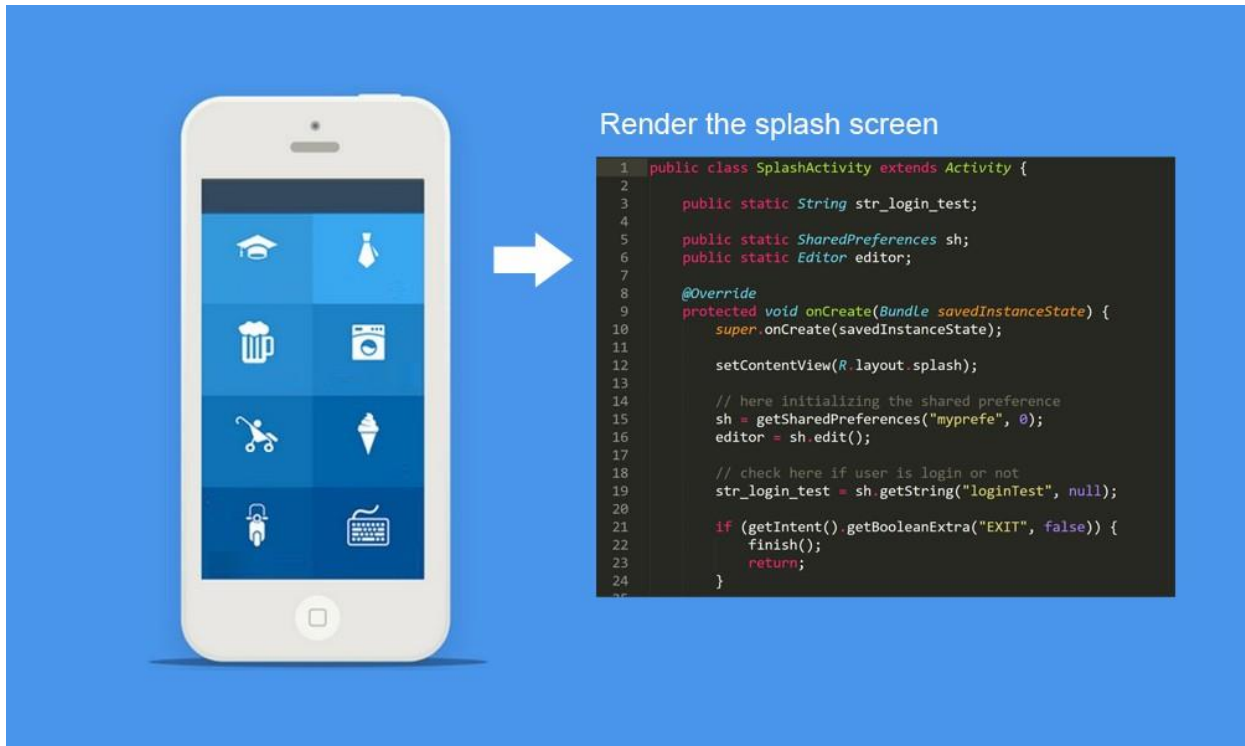 Render the splash screen
1 public class SplashActivity extends Activity {
2
3 public static String str_login_test;
4
5 public static SharedPreferences sh;
6 public static Editor editor;
7
8 @Override
9 protected void onCreate(Bundle savedInstanceState) {
10 super.onCreate(savedInstanceState);
11
12 setContentView(R.layout.splash);
13
14 // here initializing the shared preference
15 sh = getSharedPreferences("myprefe", 0);
16 editor = sh.edit();
17
18 // check here if user is login or not
19 str_login_test = sh.getString("loginTest", null);
20
21 if (getIntent().getBooleanExtra("EXIT", false)) {
22 finish();
23 return;
24 }